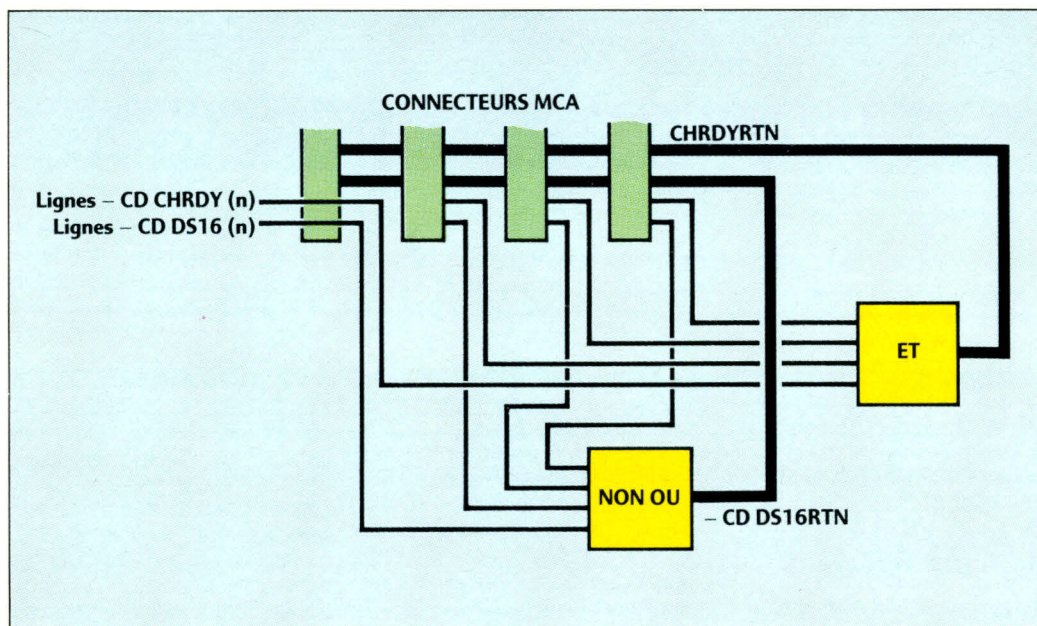 CONNECTEURS MCA
CHRDYRTN
Lignes – CD CHRDY (n)
Lignes – CD DS16 (n)
ET
NON OU
– CD DS16RTN